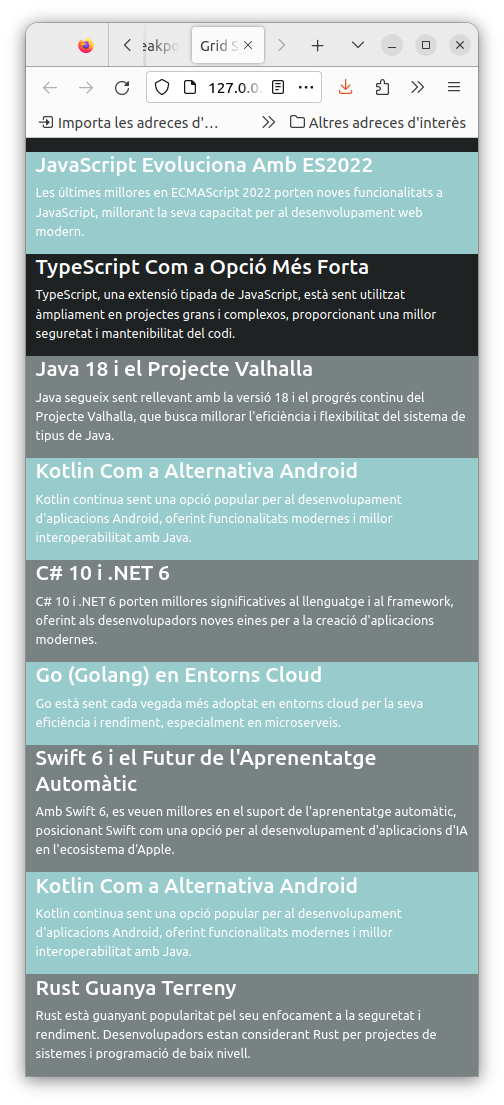 eakpo
Grid S
127.0.0.
Importa les adreces d'...
Altres adreces d'interès
JavaScript Evoluciona Amb ES2022
Les últimes millores en ECMAScript 2022 porten noves funcionalitats a
JavaScript, millorant la seva capacitat per al desenvolupament web
modern.
TypeScript Com a Opció Més Forta
TypeScript, una extensió tipada de JavaScript, està sent utilitzat
àmpliament en projectes grans i complexos, proporcionant una millor
seguretat i mantenibilitat del codi.
Java 18 i el Projecte Valhalla
Java segueix sent rellevant amb la versió 18 i el progrés continu del
Projecte Valhalla, que busca millorar l'eficiència i flexibilitat del sistema de
tipus de Java.
Kotlin Com a Alternativa Android
Kotlin continua sent una opció popular per al desenvolupament
d'aplicacions Android, oferint funcionalitats modernes i millor
interoperabilitat amb Java.
C# 10 i .NET 6
C# 10 i .NET 6 porten millores significatives al llenguatge i al framework,
oferint als desenvolupadors noves eines per a la creació d'aplicacions
modernes.
Go (Golang) en Entorns Cloud
Go està sent cada vegada més adoptat en entorns cloud per la seva
eficiència i rendiment, especialment en microserveis.
Swift 6 i el Futur de l'Aprenentatge
Automàtic
Amb Swift 6, es veuen millores en el suport de l'aprenentatge automàtic,
posicionant Swift com una opció per al desenvolupament d'aplicacions d'IA
en l'ecosistema d'Apple.
Kotlin Com a Alternativa Android
Kotlin continua sent una opció popular per al desenvolupament
d'aplicacions Android, oferint funcionalitats modernes i millor
interoperabilitat amb Java.
Rust Guanya Terreny
Rust està guanyant popularitat pel seu enfocament a la seguretat i
rendiment. Desenvolupadors estan considerant Rust per projectes de
sistemes i programació de baix nivell.